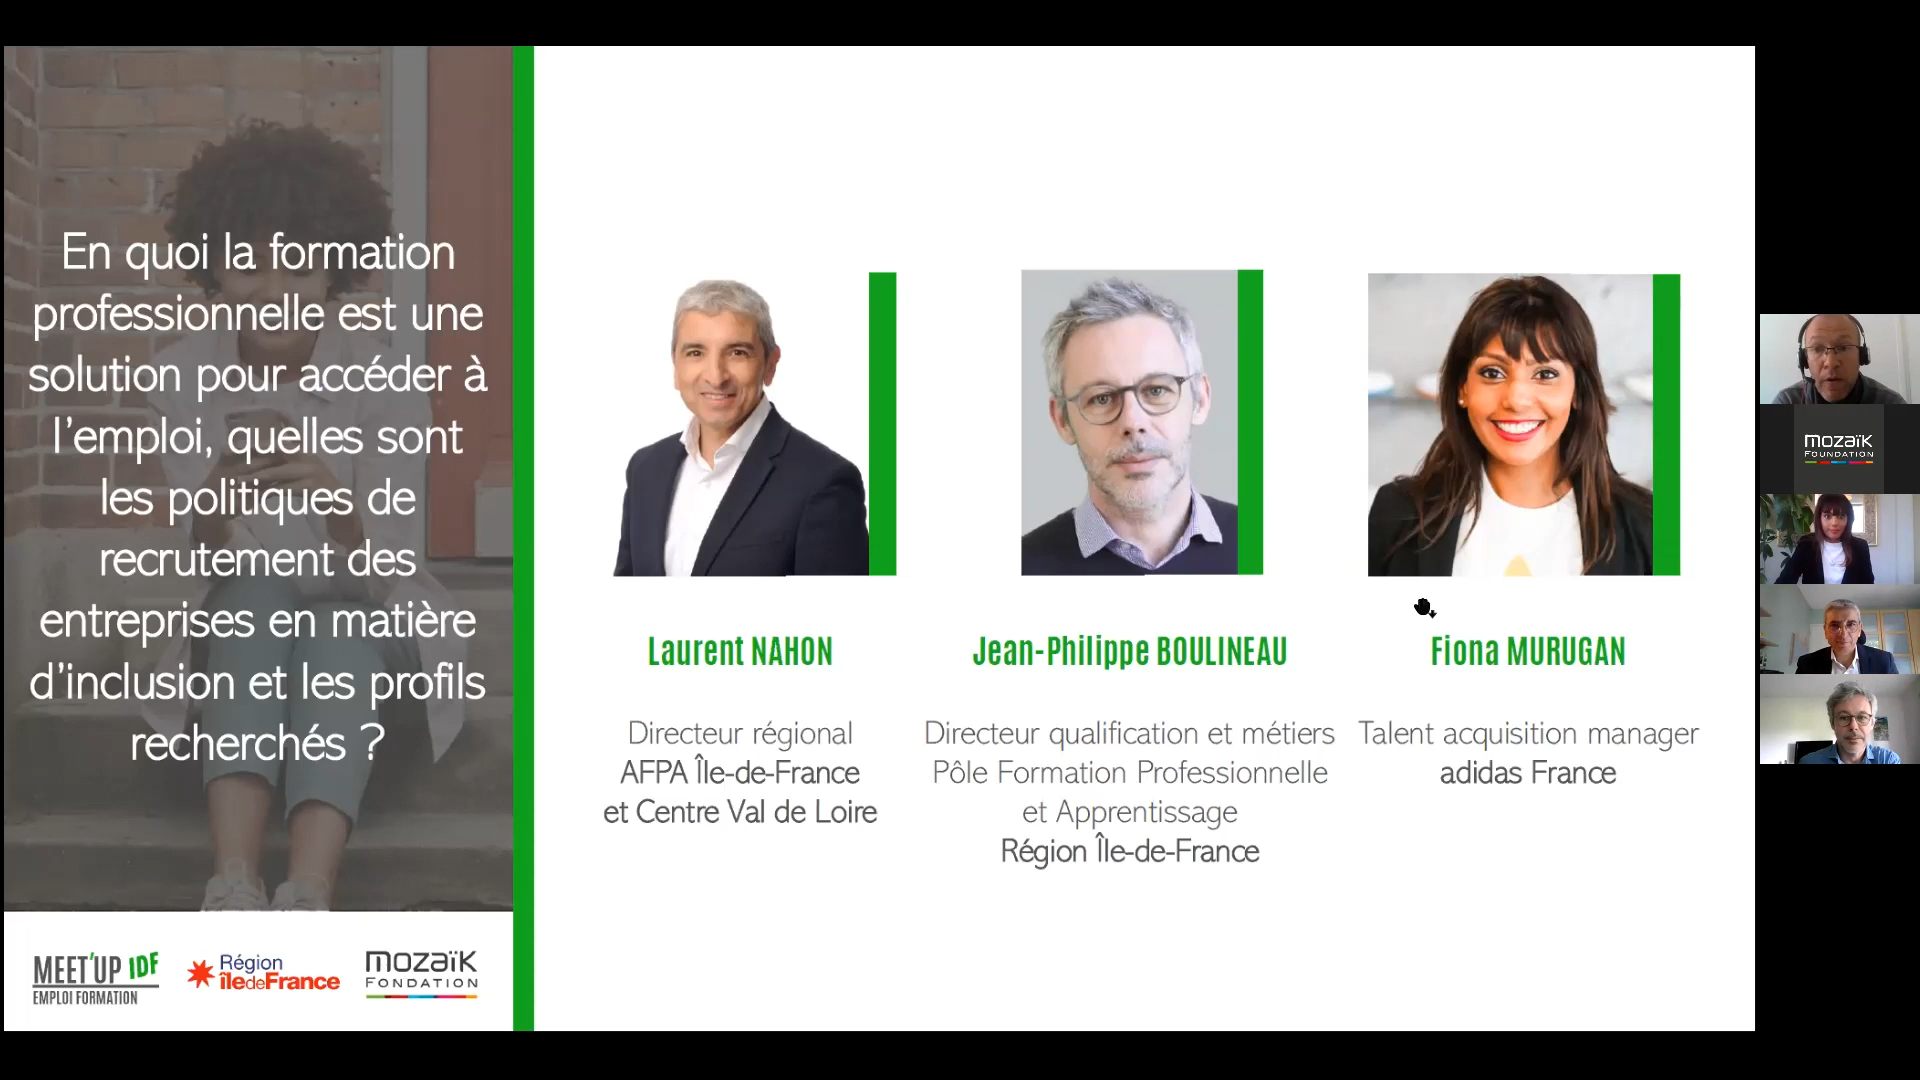 En quoi la formation
professionnelle est une
solution pour accéder à
l'emploi, quelles sont
les politiques de
recrutement des
entreprises en matière
d'inclusion et les profils
recherchés ?
MEET'UP IDF
EMPLOI FORMATION
Région
îledeFrance
mozaïK
FONDATION
Laurent NAHON
Directeur régional
AFPA Île-de-France
et Centre Val de Loire
Jean-Philippe BOULINEAU
Directeur qualification et métiers
Pôle Formation Professionnelle
et Apprentissage
Région Île-de-France
Fiona MURUGAN
Talent acquisition manager
adidas France
mozaïK
FOUNDATION